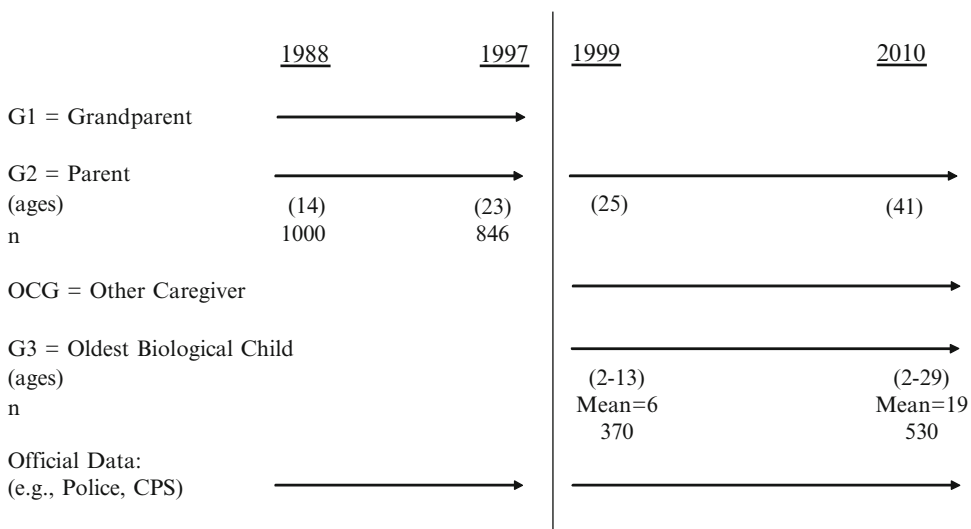 1988 1997 1999 2010
G1 = Grandparent
G2 = Parent
(ages) (14) (23) (25) (41)
n 1000 846
OCG = Other Caregiver
G3 = Oldest Biological Child
(ages) (2-13) (2-29)
n Mean=6 Mean=19
370 530
Official Data:
(e.g., Police, CPS)